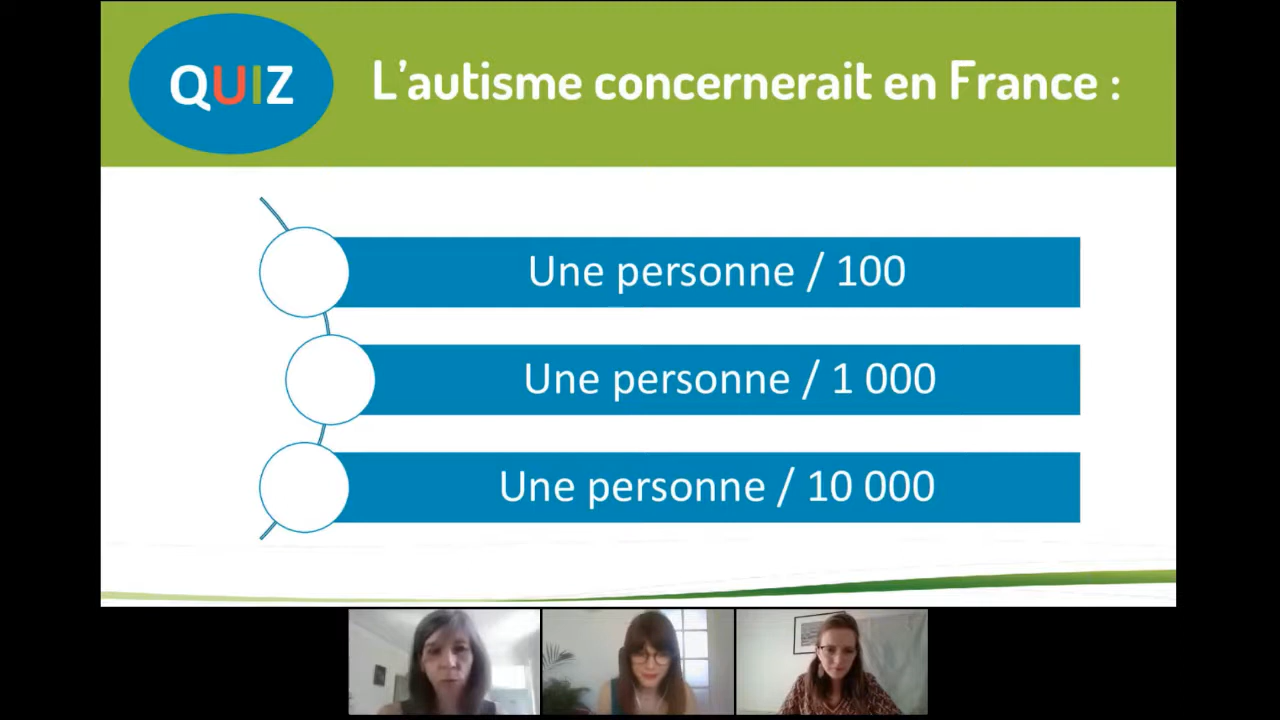 QUIZ
L'autisme concernerait en France :
Une personne / 100
Une personne / 1 000
Une personne / 10 000